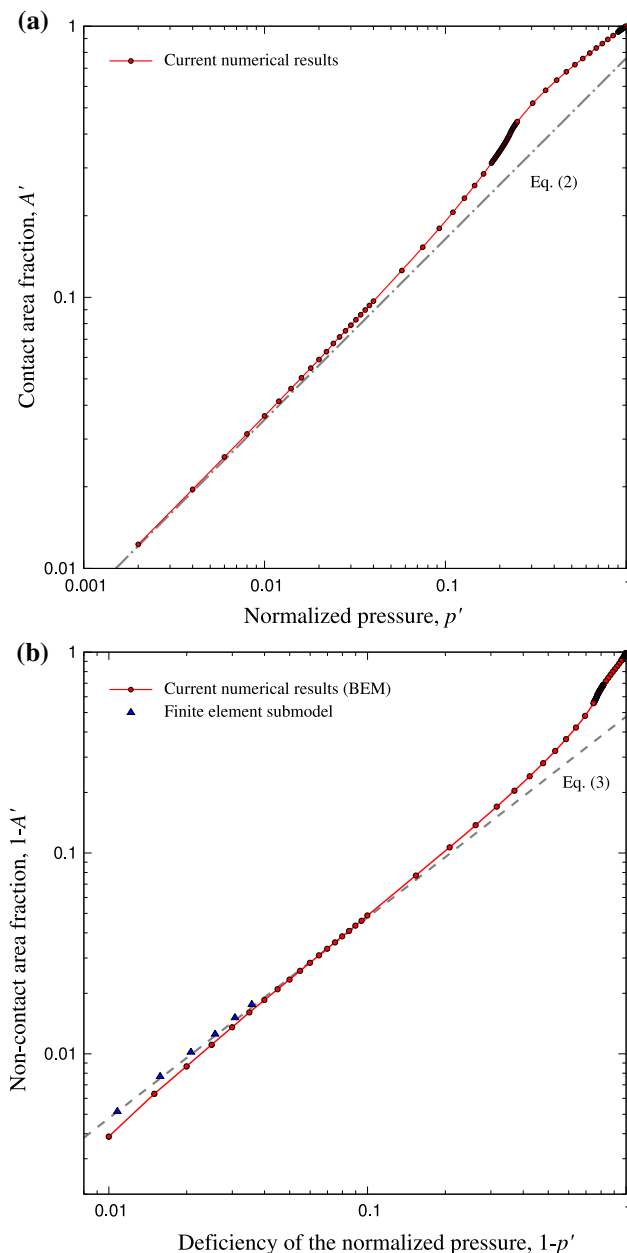 (a)
1
Current numerical results
Eq. (2)
0.1
0.01
Contact area fraction, A′
0.001
0.01
0.1
1
Normalized pressure, p′
(b)
1
Current numerical results (BEM)
Finite element submodel
Eq. (3)
0.1
0.01
Non-contact area fraction, 1-A′
0.01
0.1
1
Deficiency of the normalized pressure, 1-p′